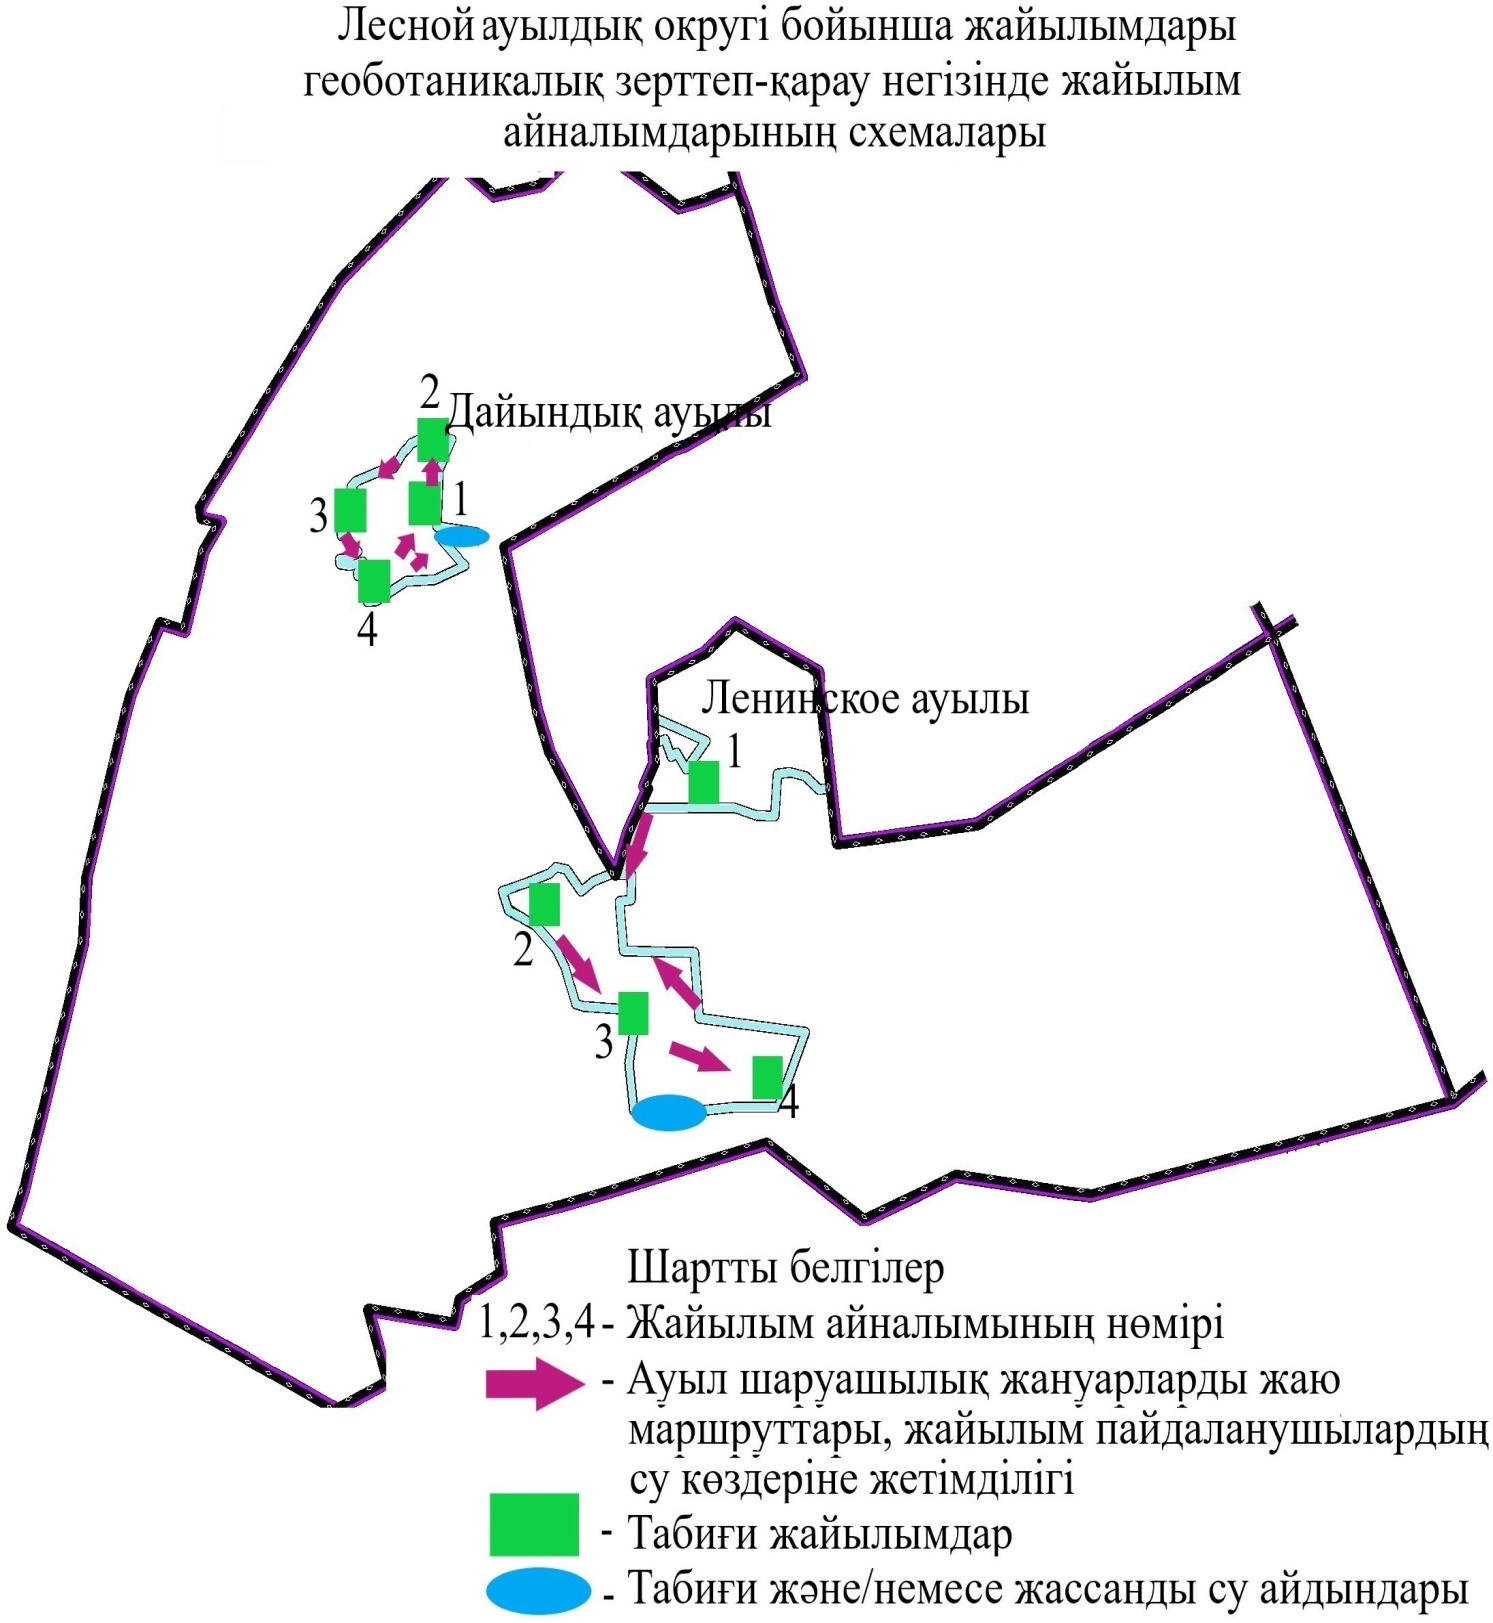 Лесной ауылдық округі бойынша жайылымдары
геоботаникалық зерттеп-қарау негізінде жайылым
айналымдарының схемалары
2
Дайындық ауылы
3
1
4
Ленинское ауылы
1
2
3
4
Шартты белгілер
1,2,3,4 - Жайылым айналымының нөмірі
- Ауыл шаруашылық жануарларды жаю
маршруттары, жайылым пайдаланушылардың
су көздеріне жетімділігі
- Табиғи жайылымдар
- Табиғи және/немесе жассанды су айдындары